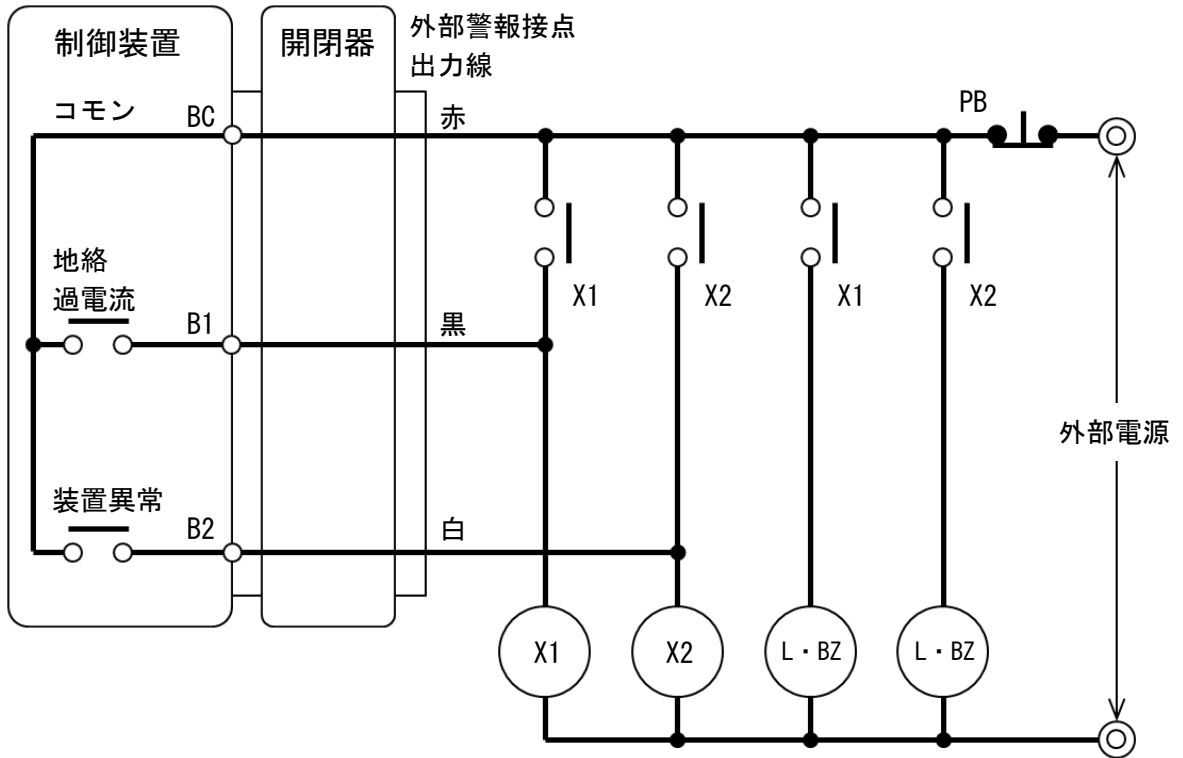 制御装置
開閉器
外部警報接点
出力線
コモン
BC
赤
PB
地絡
過電流
B1
黒
X1
X2
X1
X2
外部電源
装置異常
B2
白
X1
X2
L・BZ
L・BZ